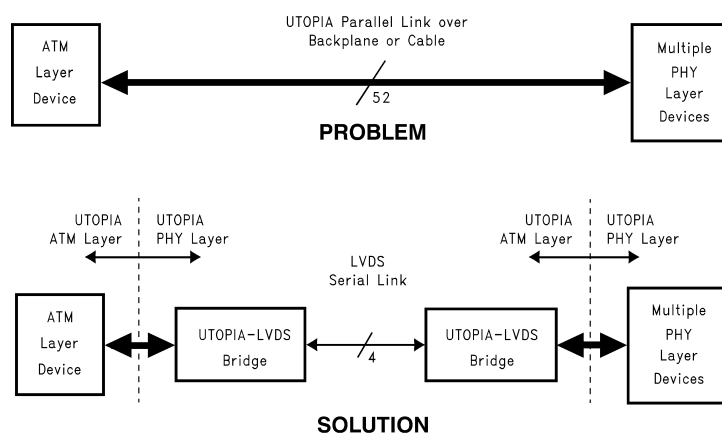 UTOPIA Parallel Link over
Backplane or Cable
ATM
Layer
Device
52
Multiple
PHY
Layer
Devices
PROBLEM
UTOPIA
ATM Layer
UTOPIA
PHY Layer
UTOPIA
ATM Layer
UTOPIA
PHY Layer
LVDS
Serial Link
ATM
Layer
Device
UTOPIA-LVDS
Bridge
4
UTOPIA-LVDS
Bridge
Multiple
PHY
Layer
Devices
SOLUTION